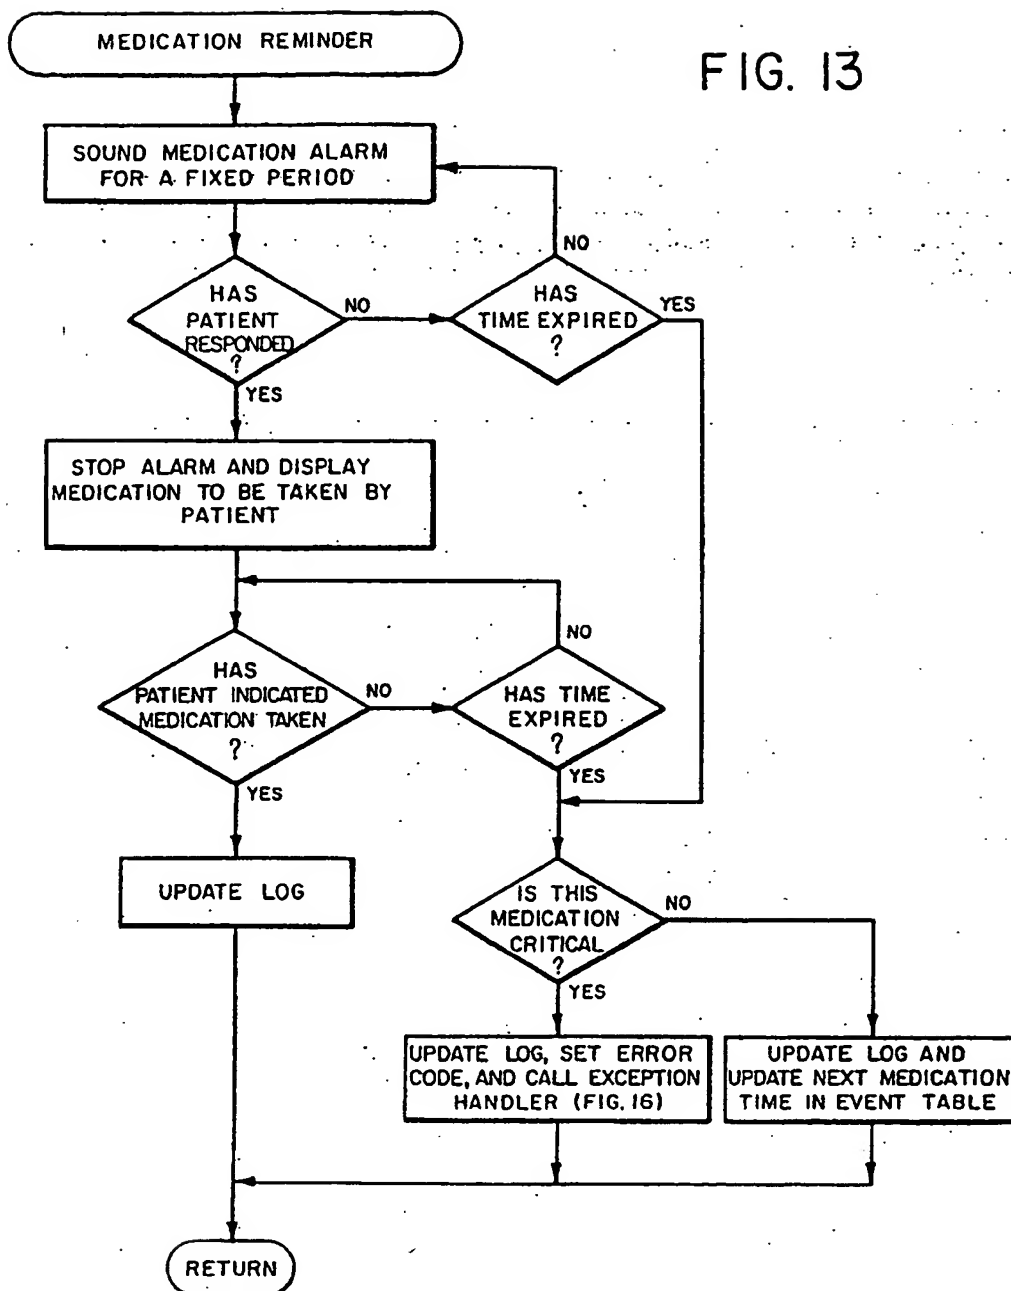 MEDICATION REMINDER
FIG. 13
SOUND MEDICATION ALARM
FOR A FIXED PERIOD
NO
HAS
PATIENT
RESPONDED
?
NO
HAS
TIME EXPIRED
?
YES
YES
STOP ALARM AND DISPLAY
MEDICATION TO BE TAKEN BY
PATIENT
NO
HAS
PATIENT INDICATED
MEDICATION TAKEN
?
NO
HAS TIME
EXPIRED
?
YES
YES
UPDATE LOG
IS THIS
MEDICATION
CRITICAL
?
NO
YES
UPDATE LOG, SET ERROR
CODE, AND CALL EXCEPTION
HANDLER (FIG. 16)
UPDATE LOG AND
UPDATE NEXT MEDICATION
TIME IN EVENT TABLE
RETURN